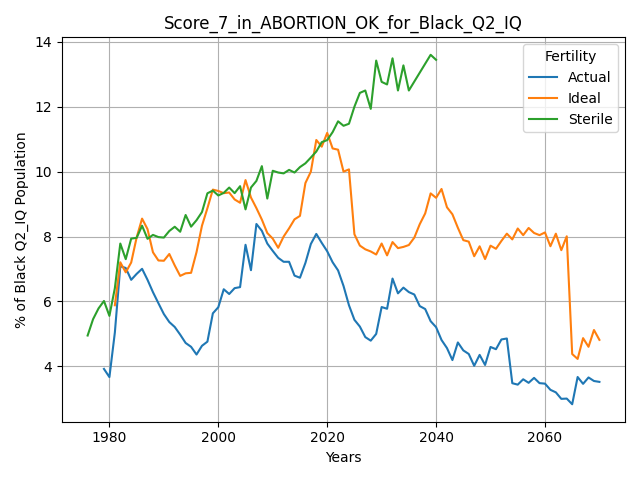 Score_7_in_ABORTION_OK_for_Black_Q2_IQ
% of Black Q2_IQ Population
14
12
10
8
6
4
Fertility
Actual
Ideal
Sterile
1980
2000
2020
2040
2060
Years